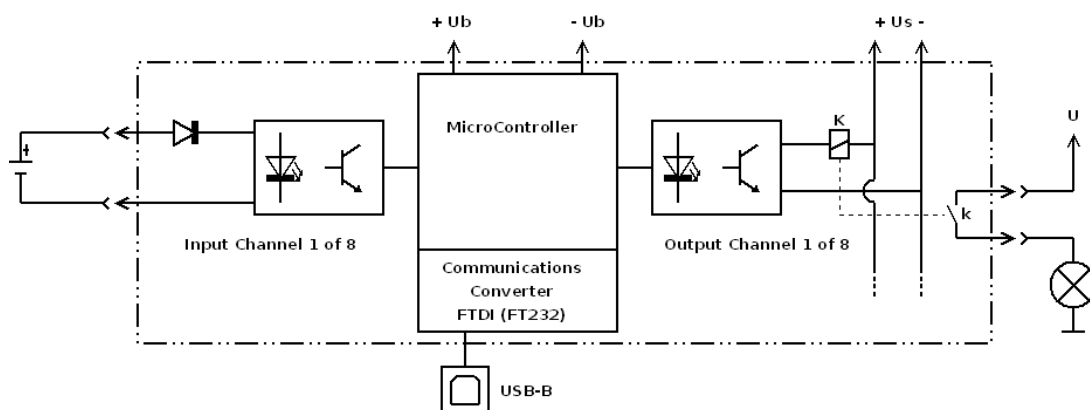 + Ub
- Ub
+ Us -
U
K
MicroController
k
Input Channel 1 of 8
Output Channel 1 of 8
Communications
Converter
FTDI (FT232)
USB-B